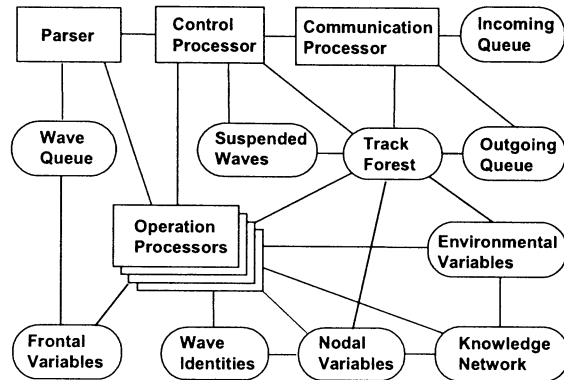 Parser
Control
Processor
Communication
Processor
Incoming
Queue
Wave
Queue
Suspended
Waves
Track
Forest
Outgoing
Queue
Operation
Processors
Environmental
Variables
Frontal
Variables
Wave
Identities
Nodal
Variables
Knowledge
Network